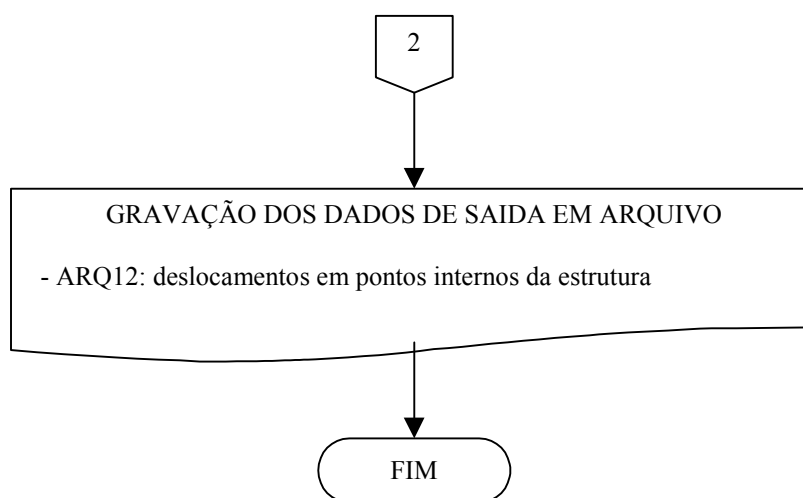 2
GRAVAÇÃO DOS DADOS DE SAIDA EM ARQUIVO
- ARQ12: deslocamentos em pontos internos da estrutura
FIM